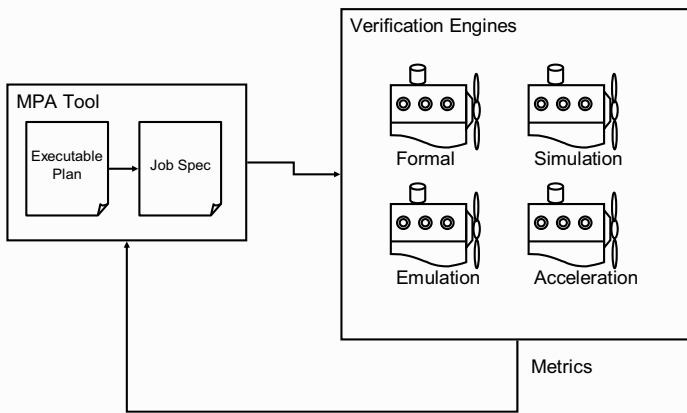 Verification Engines
MPA Tool
Executable
Plan
Job Spec
Formal
Simulation
Emulation
Acceleration
Metrics